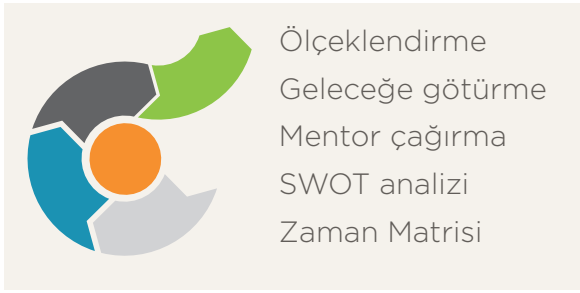 Ölçeklendirme
Geleceğe götürme
Mentor çağırma
SWOT analizi
Zaman Matrisi